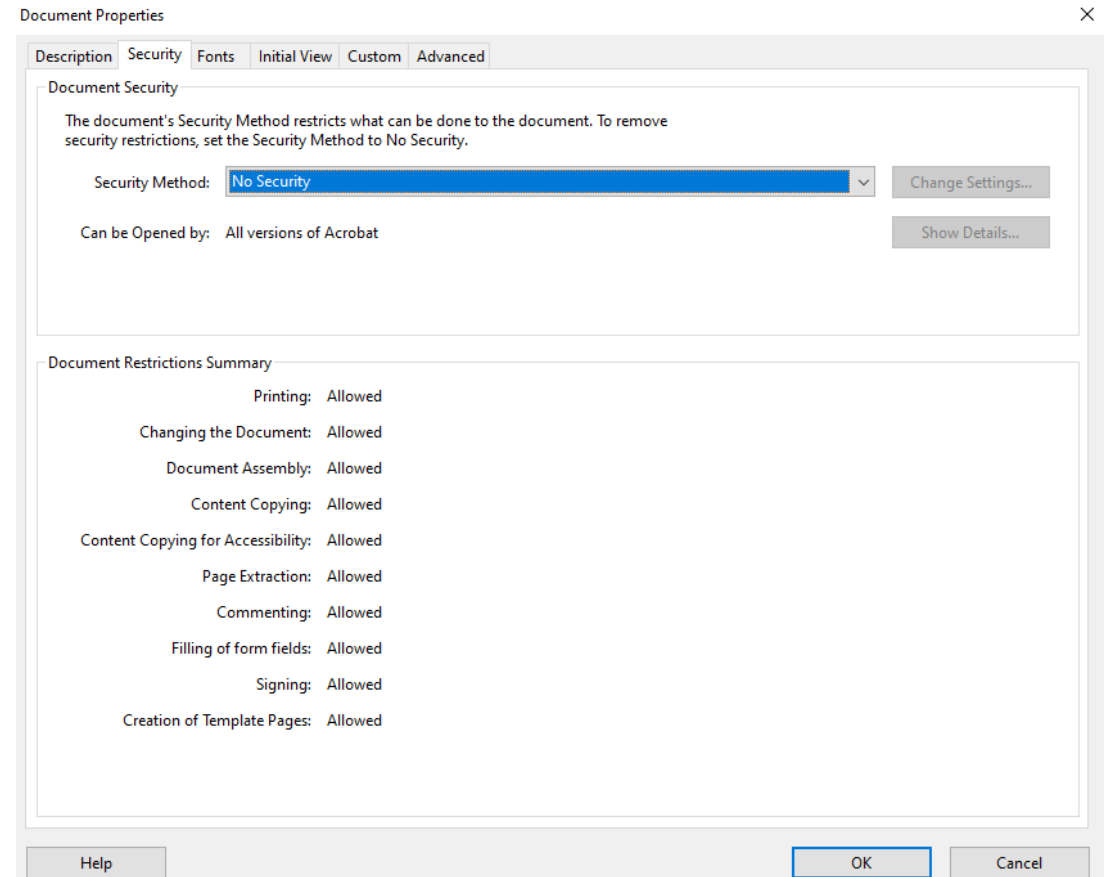 Document Properties
Description Security Fonts Initial View Custom Advanced
Document Security
The document's Security Method restricts what can be done to the document. To remove
security restrictions, set the Security Method to No Security.
Security Method: No Security Change Settings...
Can be Opened by: All versions of Acrobat Show Details...
Document Restrictions Summary
Printing: Allowed
Changing the Document: Allowed
Document Assembly: Allowed
Content Copying: Allowed
Content Copying for Accessibility: Allowed
Page Extraction: Allowed
Commenting: Allowed
Filling of form fields: Allowed
Signing: Allowed
Creation of Template Pages: Allowed
Help OK Cancel